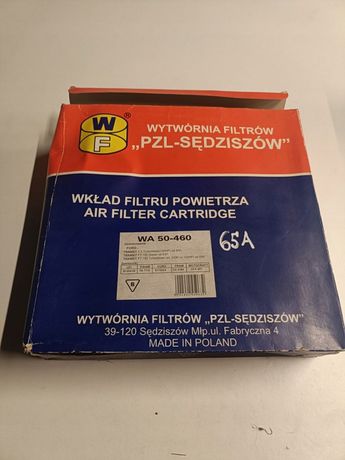 W
F
®
WYTWÓRNIA FILTRÓW
„PZL-SĘDZISZÓW"
WKŁAD FILTRU POWIETRZA
AIR FILTER CARTRIDGE
WA 50-460
65A
FORD
WYTWÓRNIA FILTRÓW „PZL-SĘDZISZÓW"
39-120 Sędziszów Młp.ul. Fabryczna 4
MADE IN POLAND